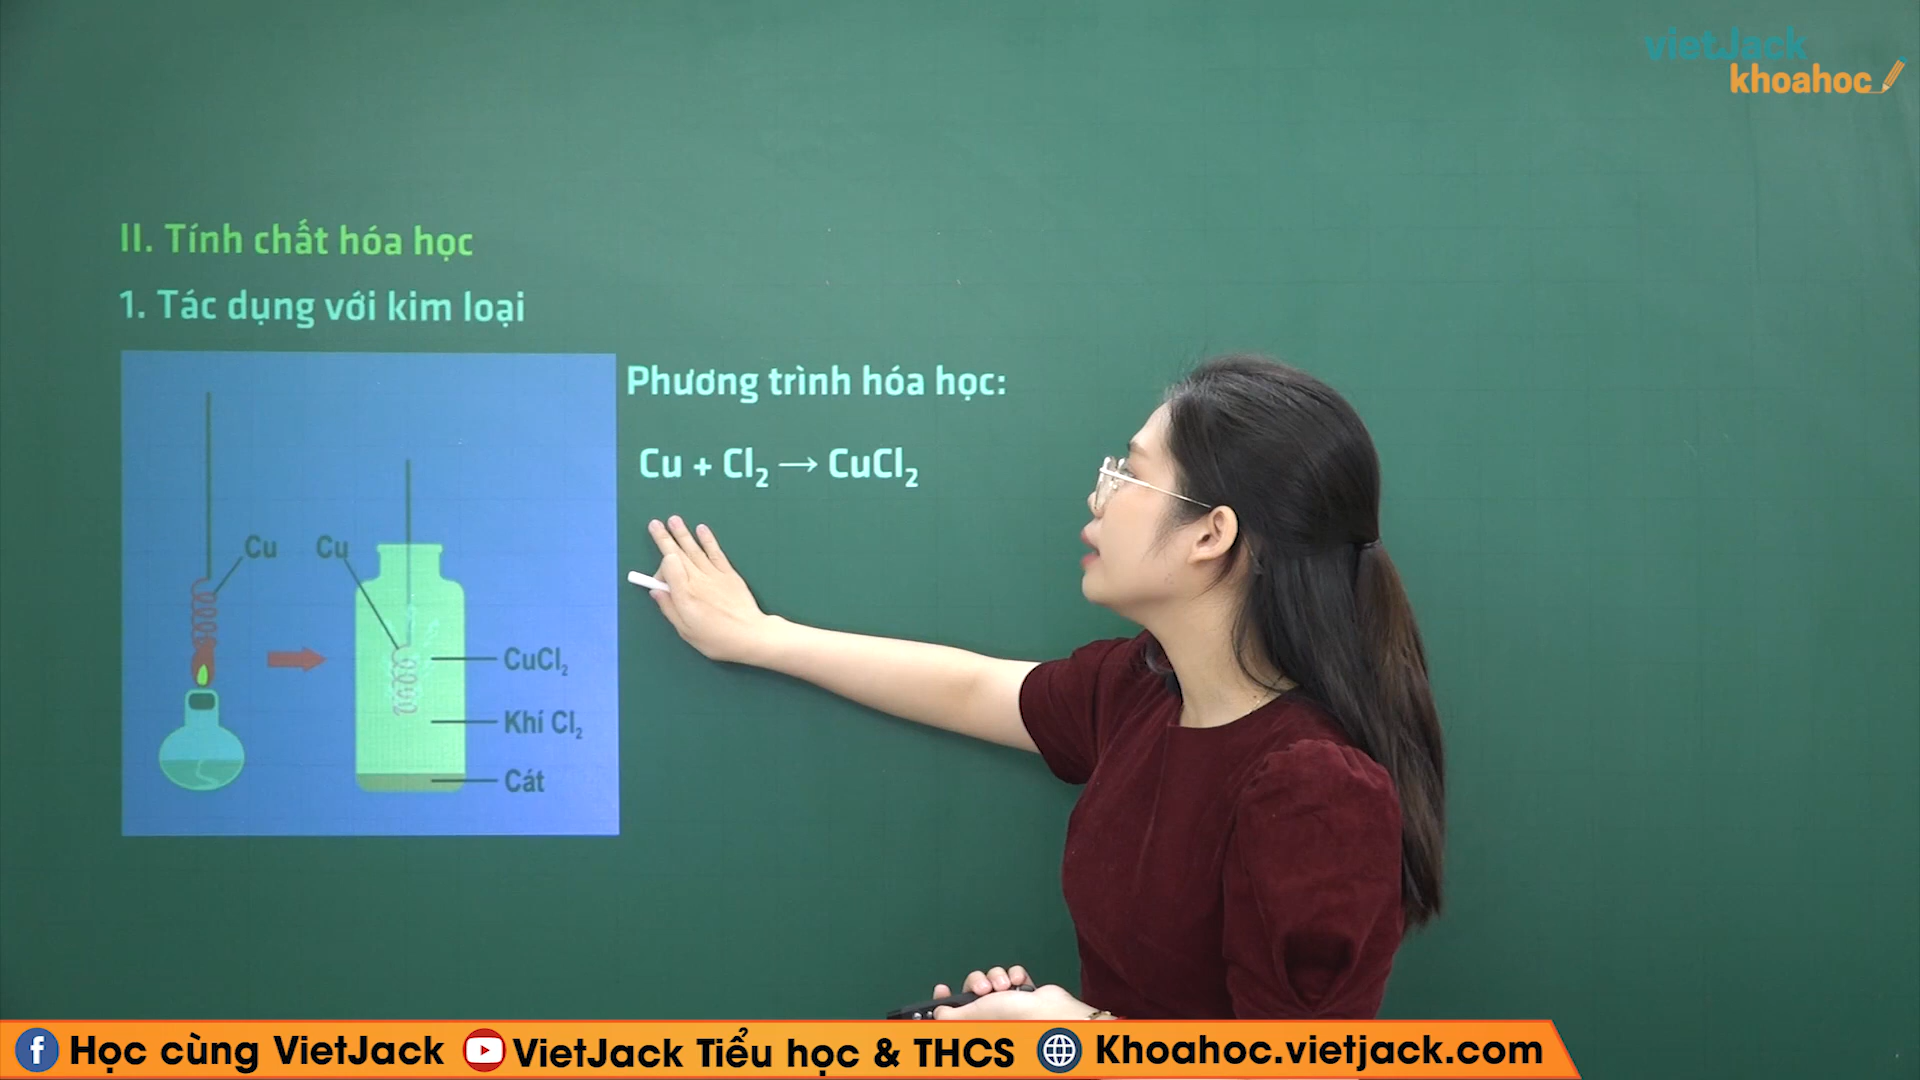 vietJack
khoahoc
II. Tính chất hóa học
1. Tác dụng với kim loại
Phương trình hóa học:
Cu + Cl₂ → CuCl₂
Cu Cu
CuCl₂
Khí Cl₂
Cát
Học cùng VietJack VietJack Tiểu học & THCS Khoahoc.vietjack.com